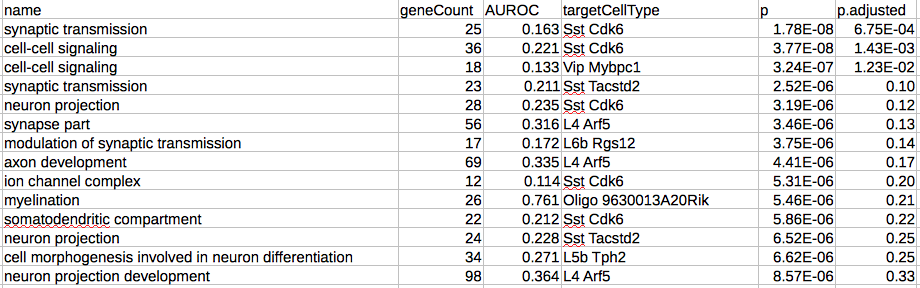 name geneCount AUROC targetCellType p p.adjusted
synaptic transmission 25 0.163 Sst Cdk6 1.78E-08 6.75E-04
cell-cell signaling 36 0.221 Sst Cdk6 3.77E-08 1.43E-03
cell-cell signaling 18 0.133 Vip Mybpc1 3.24E-07 1.23E-02
synaptic transmission 23 0.211 Sst Tacstd2 2.52E-06 0.10
neuron projection 28 0.235 Sst Cdk6 3.19E-06 0.12
synapse part 56 0.316 L4 Arf5 3.46E-06 0.13
modulation of synaptic transmission 17 0.172 L6b Rgs12 3.75E-06 0.14
axon development 69 0.335 L4 Arf5 4.41E-06 0.17
ion channel complex 12 0.114 Sst Cdk6 5.31E-06 0.20
myelination 26 0.761 Oligo 9630013A20Rik 5.46E-06 0.21
somatodendritic compartment 22 0.212 Sst Cdk6 5.86E-06 0.22
neuron projection 24 0.228 Sst Tacstd2 6.52E-06 0.25
cell morphogenesis involved in neuron differentiation 34 0.271 L5b Tph2 6.62E-06 0.25
neuron projection development 98 0.364 L4 Arf5 8.57E-06 0.33